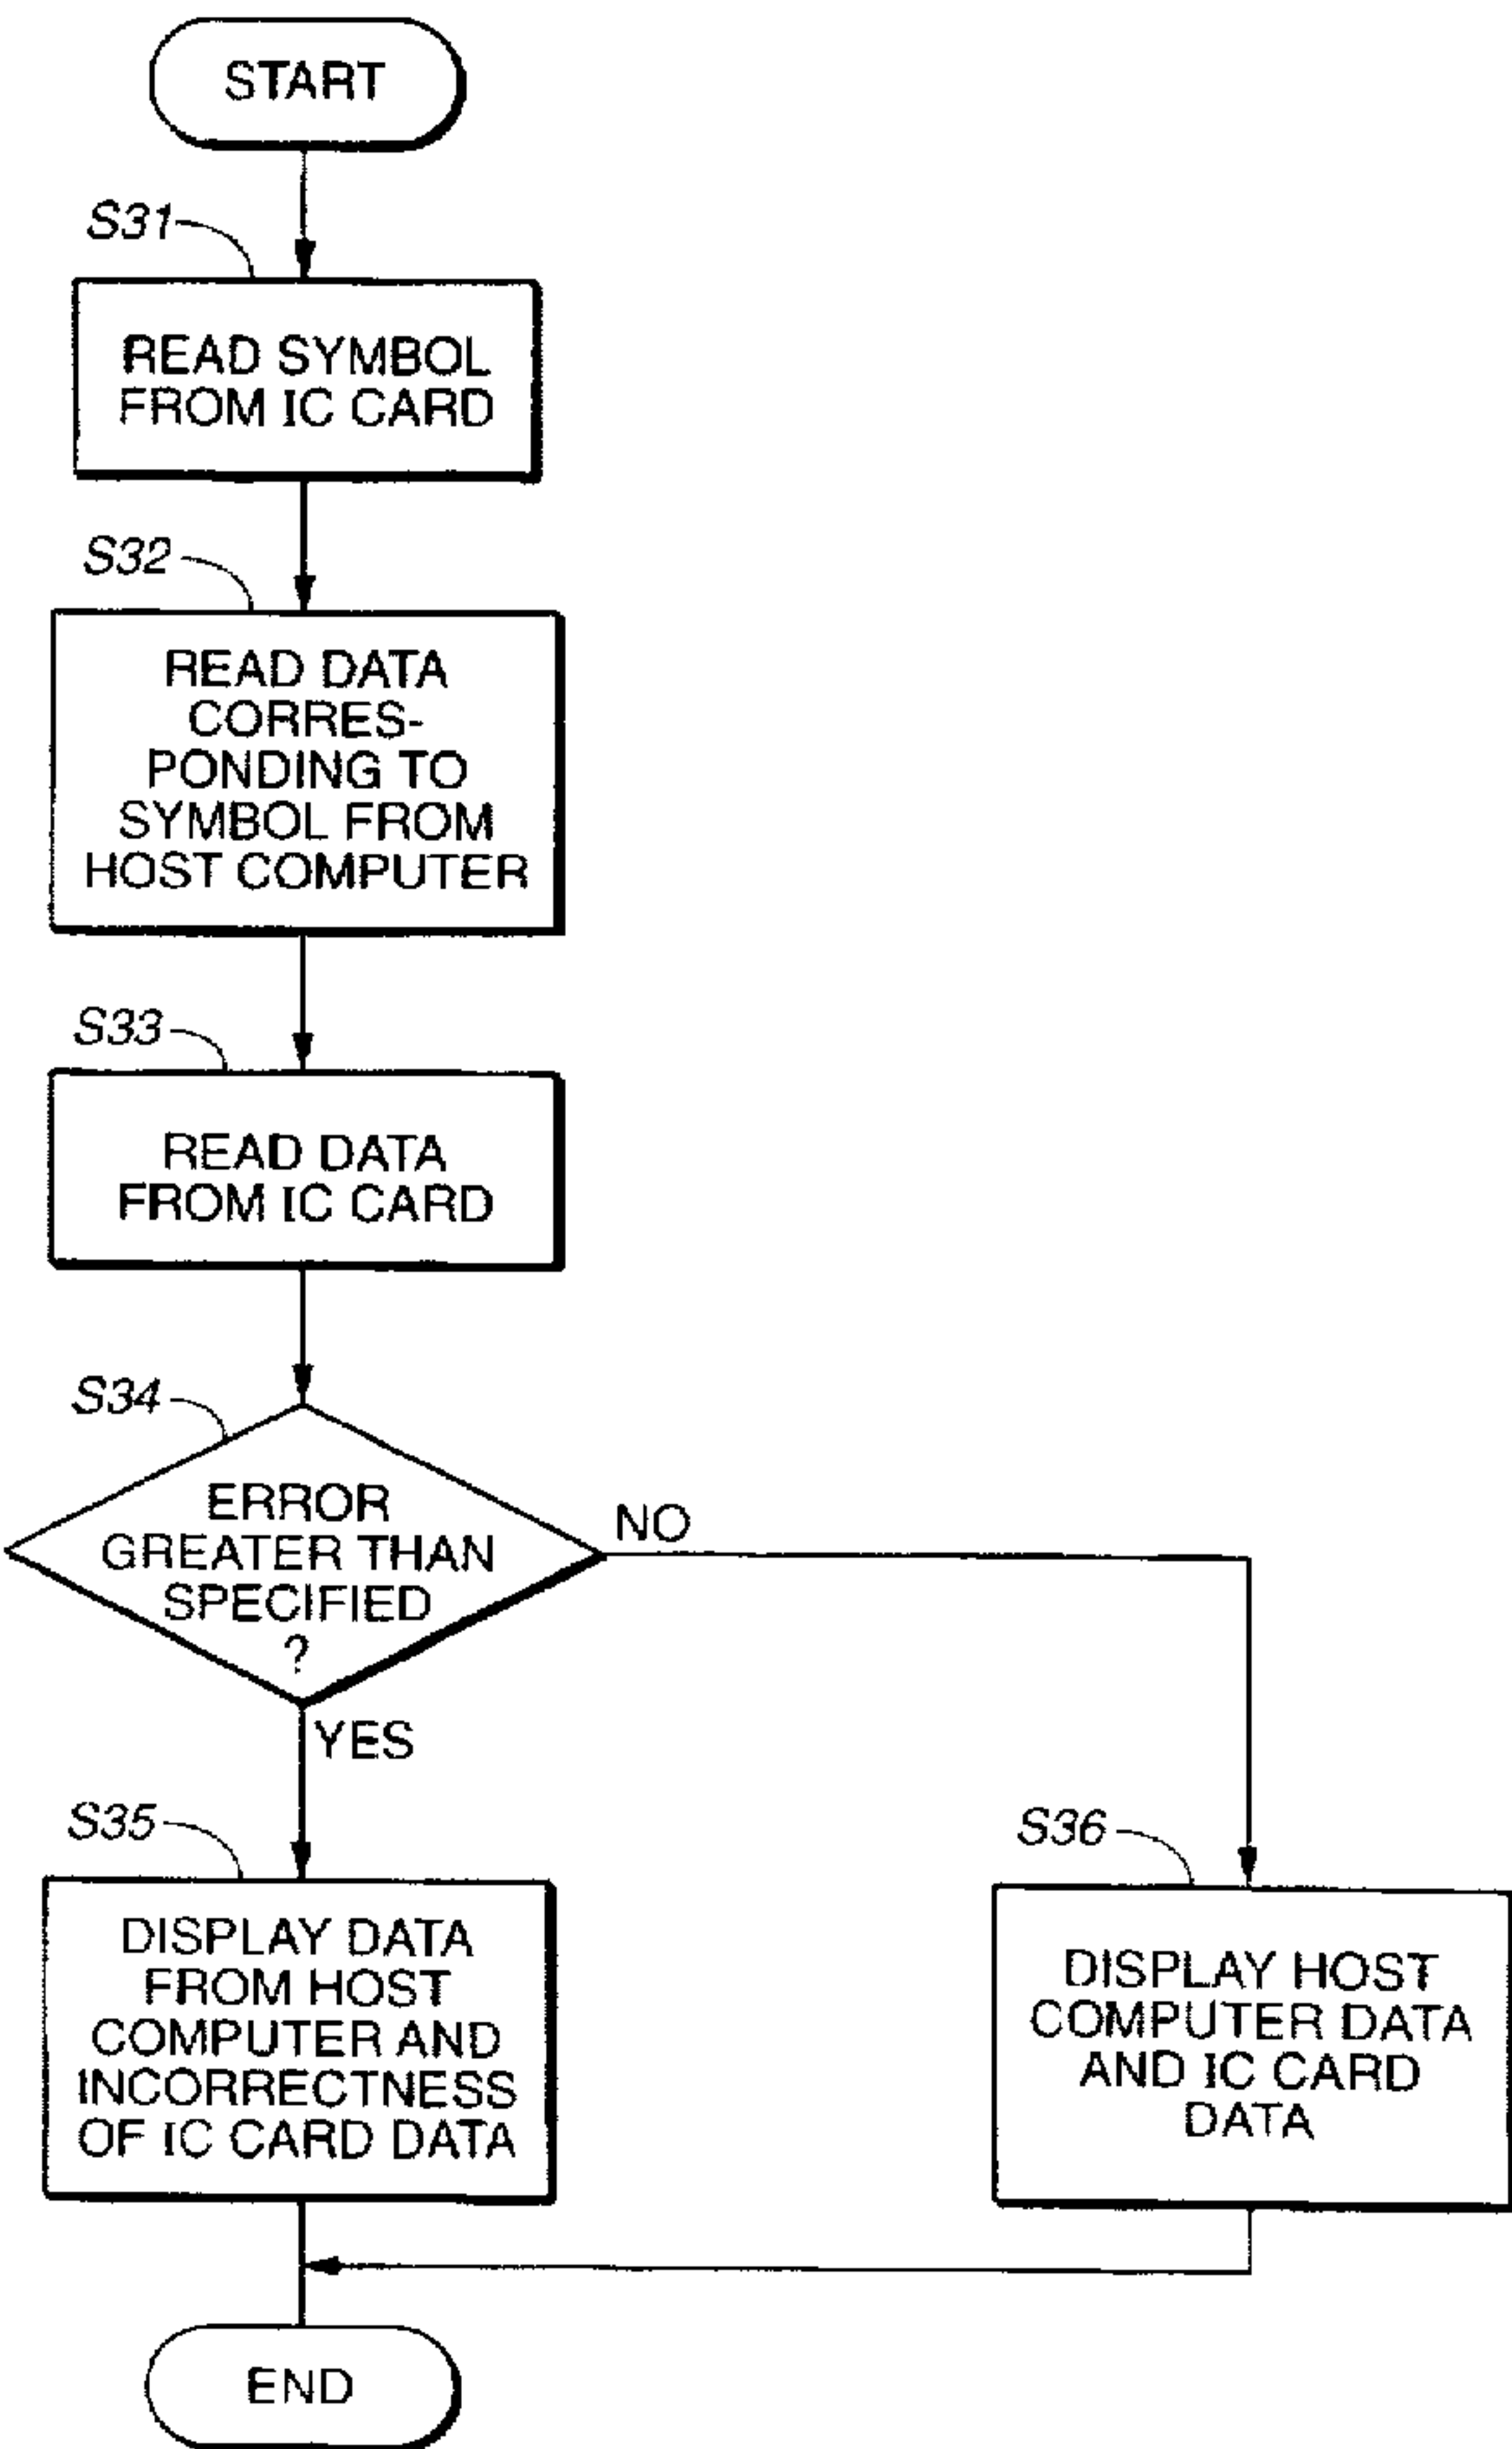 START
S31
READ SYMBOL
FROM IC CARD
S32
READ DATA
CORRES-
PONDING TO
SYMBOL FROM
HOST COMPUTER
S33
READ DATA
FROM IC CARD
S34
ERROR
GREATER THAN
SPECIFIED
?
NO
YES
S35
DISPLAY DATA
FROM HOST
COMPUTER AND
INCORRECTNESS
OF IC CARD DATA
S36
DISPLAY HOST
COMPUTER DATA
AND IC CARD
DATA
END